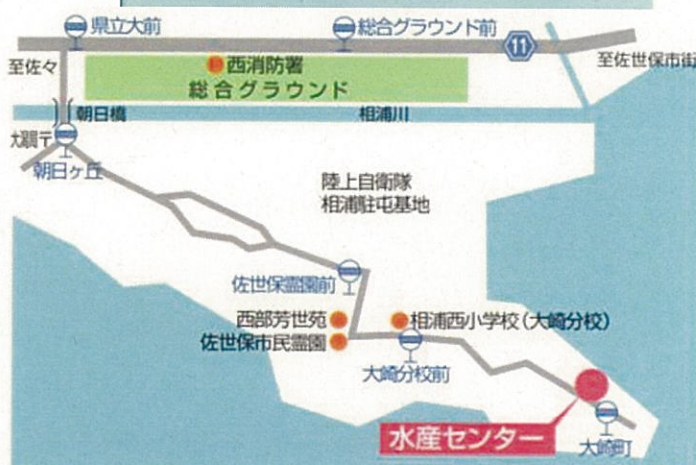 県立大前
総合グラウンド前
11
至佐々
至佐世保市街
西消防署
総合グラウンド
朝日橋
相浦川
大潟〒
朝日ヶ丘
陸上自衛隊
相浦駐屯基地
佐世保霊園前
西部芳世苑
相浦西小学校(大崎分校)
佐世保市民霊園
大崎分校前
水産センター
大崎町